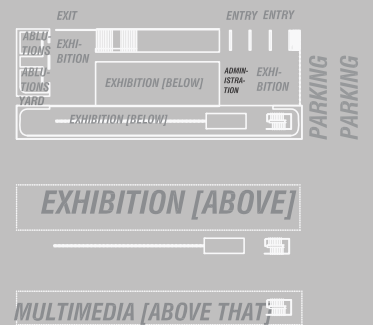 EXIT
ENTRY ENTRY
ABLU-
TIONS
EXHI-
BITION
ABLU-
TIONS
YARD
EXHIBITION [BELOW]
ADMIN-
ISTRA-
TION
EXHI-
BITION
PARKING
PARKING
EXHIBITION [BELOW]
EXHIBITION [ABOVE]
MULTIMEDIA [ABOVE THAT]